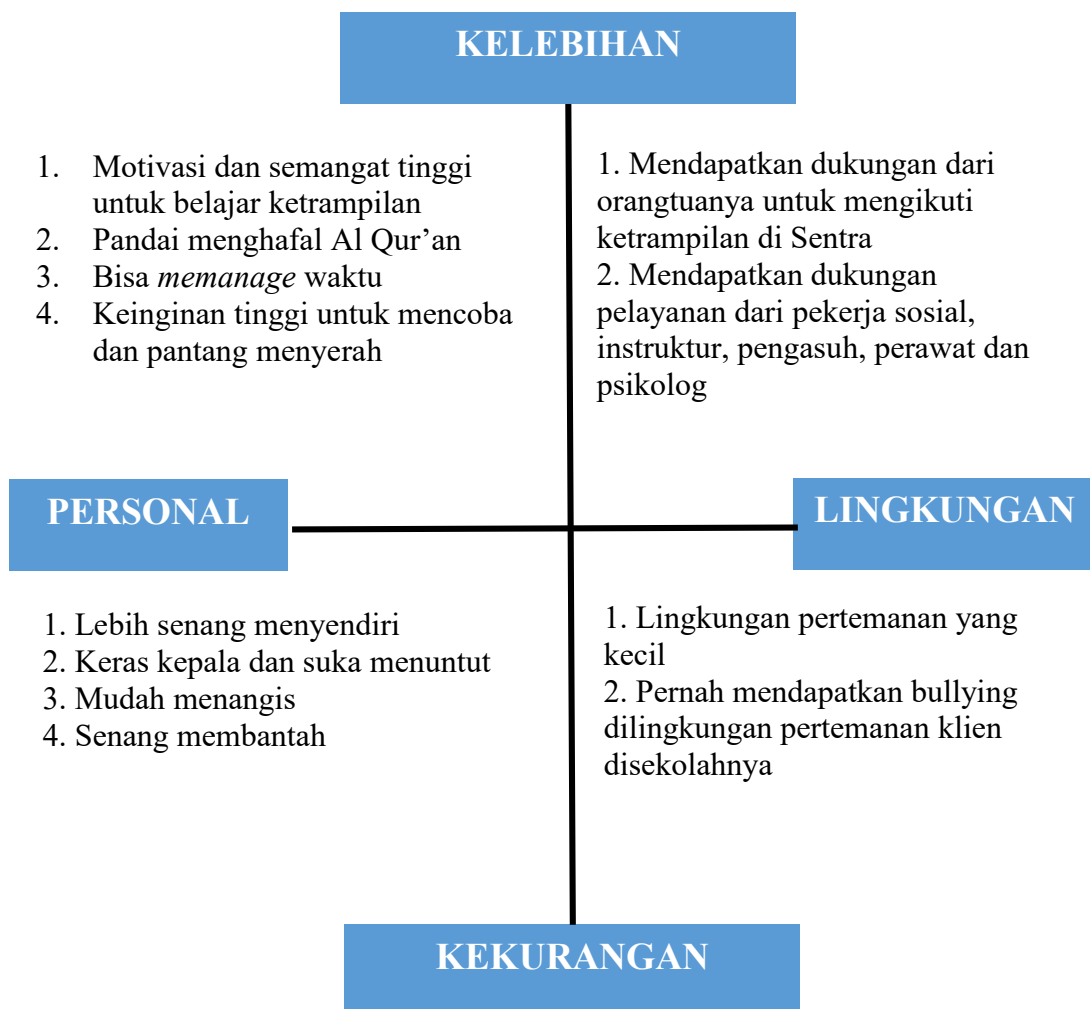 KELEBIHAN
1. Motivasi dan semangat tinggi
untuk belajar ketrampilan
2. Pandai menghafal Al Qur’an
3. Bisa memanage waktu
4. Keinginan tinggi untuk mencoba
dan pantang menyerah
1. Mendapatkan dukungan dari
orangtuanya untuk mengikuti
ketrampilan di Sentra
2. Mendapatkan dukungan
pelayanan dari pekerja sosial,
instruktur, pengasuh, perawat dan
psikolog
PERSONAL
LINGKUNGAN
1. Lebih senang menyendiri
2. Keras kepala dan suka menuntut
3. Mudah menangis
4. Senang membantah
1. Lingkungan pertemanan yang
kecil
2. Pernah mendapatkan bullying
dilingkungan pertemanan klien
disekolahnya
KEKURANGAN